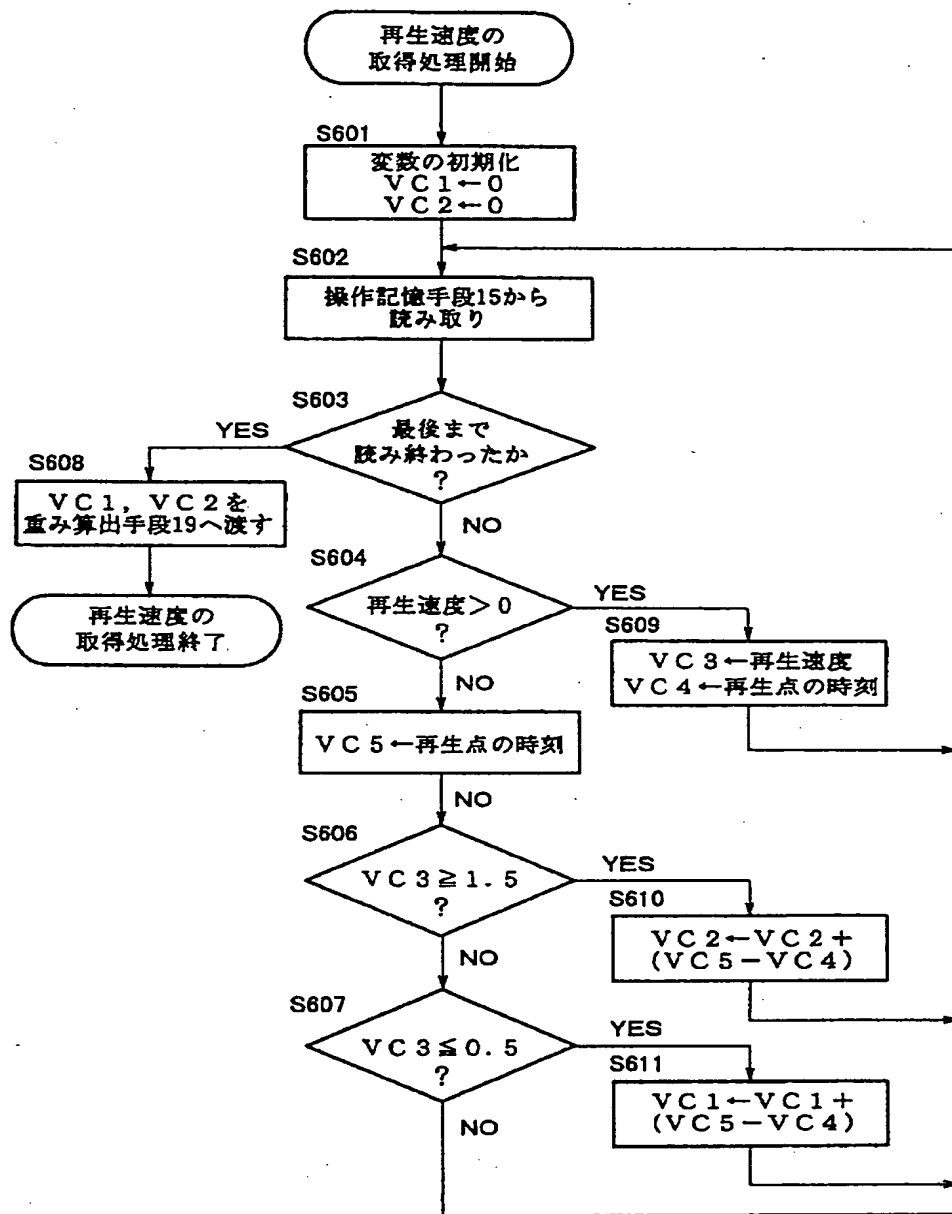 再生速度の
取得処理開始
S601
変数の初期化
VC1←0
VC2←0
S602
操作記憶手段15から
読み取り
S603
最後まで
読み終わったか
?
YES
NO
S608
VC1, VC2を
重み算出手段19へ渡す
再生速度の
取得処理終了
S604
再生速度>0
?
YES
NO
S609
VC3←再生速度
VC4←再生点の時刻
S605
VC5←再生点の時刻
NO
S606
VC3≧1.5
?
YES
NO
S610
VC2←VC2+
(VC5-VC4)
S607
VC3≦0.5
?
YES
NO
S611
VC1←VC1+
(VC5-VC4)